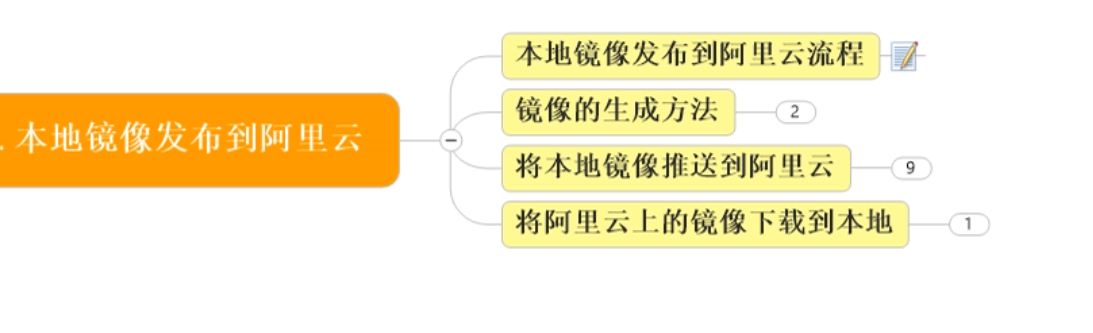 .本地镜像发布到阿里云
本地镜像发布到阿里云流程
镜像的生成方法
2
将本地镜像推送到阿里云
9
将阿里云上的镜像下载到本地
1